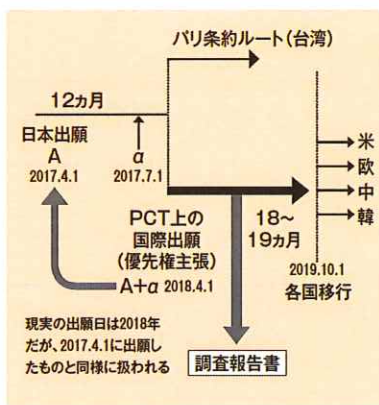 パリ条約ルート(台湾)
12ヵ月
日本出願
A
2017.4.1
α
2017.7.1
米
欧
中
韓
PCT上の
国際出願
(優先権主張)
A+α 2018.4.1
18〜
19ヵ月
2019.10.1
各国移行
現実の出願日は2018年
だが、2017.4.1に出願し
たものと同様に扱われる
調査報告書